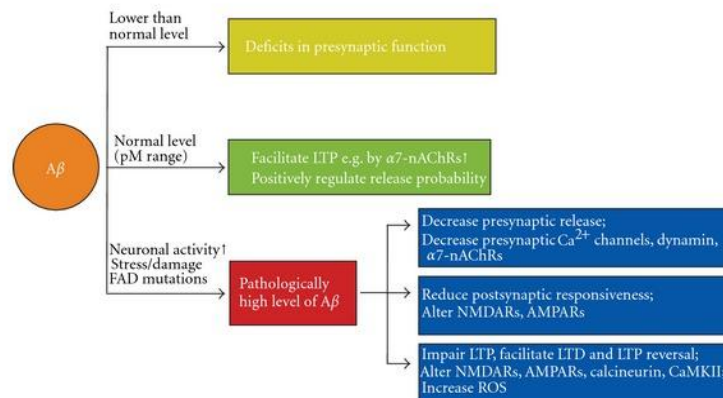 Lower than
normal level
Deficits in presynaptic function
Aβ
Normal level
(pM range)
Facilitate LTP e.g. by α7-nAChRs↑
Positively regulate release probability
Neuronal activity↑
Stress/damage
FAD mutations
Pathologically
high level of Aβ
Decrease presynaptic release;
Decrease presynaptic Ca²⁺ channels, dynamin,
α7-nAChRs
Reduce postsynaptic responsiveness;
Alter NMDARs, AMPARs
Impair LTP, facilitate LTD and LTP reversal;
Alter NMDARs, AMPARs, calcineurin, CaMKII;
Increase ROS